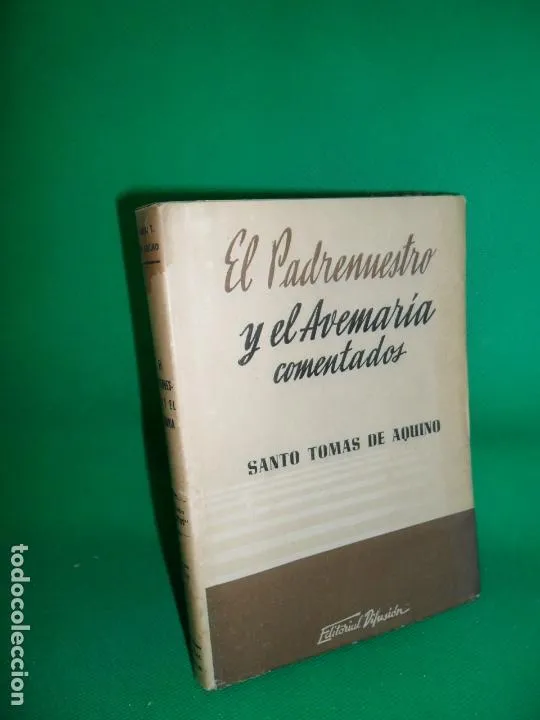 El Padrenuestro
y el Avemaría
comentados
SANTO TOMAS DE AQUINO
Editorial Difusión
todocoleccion